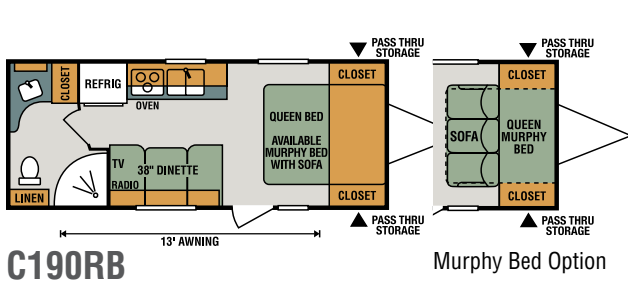 PASS THRU
STORAGE
PASS THRU
STORAGE
CLOSET
REFRIG
OVEN
CLOSET
CLOSET
QUEEN BED
AVAILABLE
MURPHY BED
WITH SOFA
SOFA
QUEEN
MURPHY
BED
TV
38" DINETTE
RADIO
LINEN
CLOSET
CLOSET
PASS THRU
STORAGE
PASS THRU
STORAGE
13' AWNING
C190RB
Murphy Bed Option